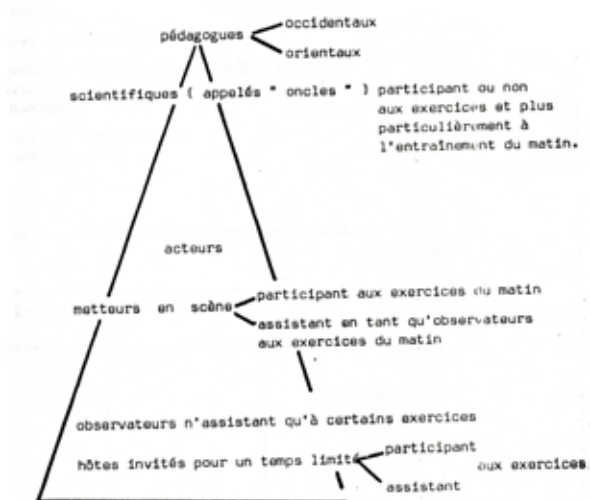 occidentaux
pédagogues
orientaux
scientifiques ( appelés " oncles " ) participant ou non
aux exercices et plus
particulièrement à
l'entraînement du matin.
acteurs
metteurs en scène
participant aux exercices du matin
assistant en tant qu'observateurs
aux exercices du matin
observateurs n'assistant qu'à certains exercices
hôtes invités pour un temps limité
participant
aux exercices
assistant